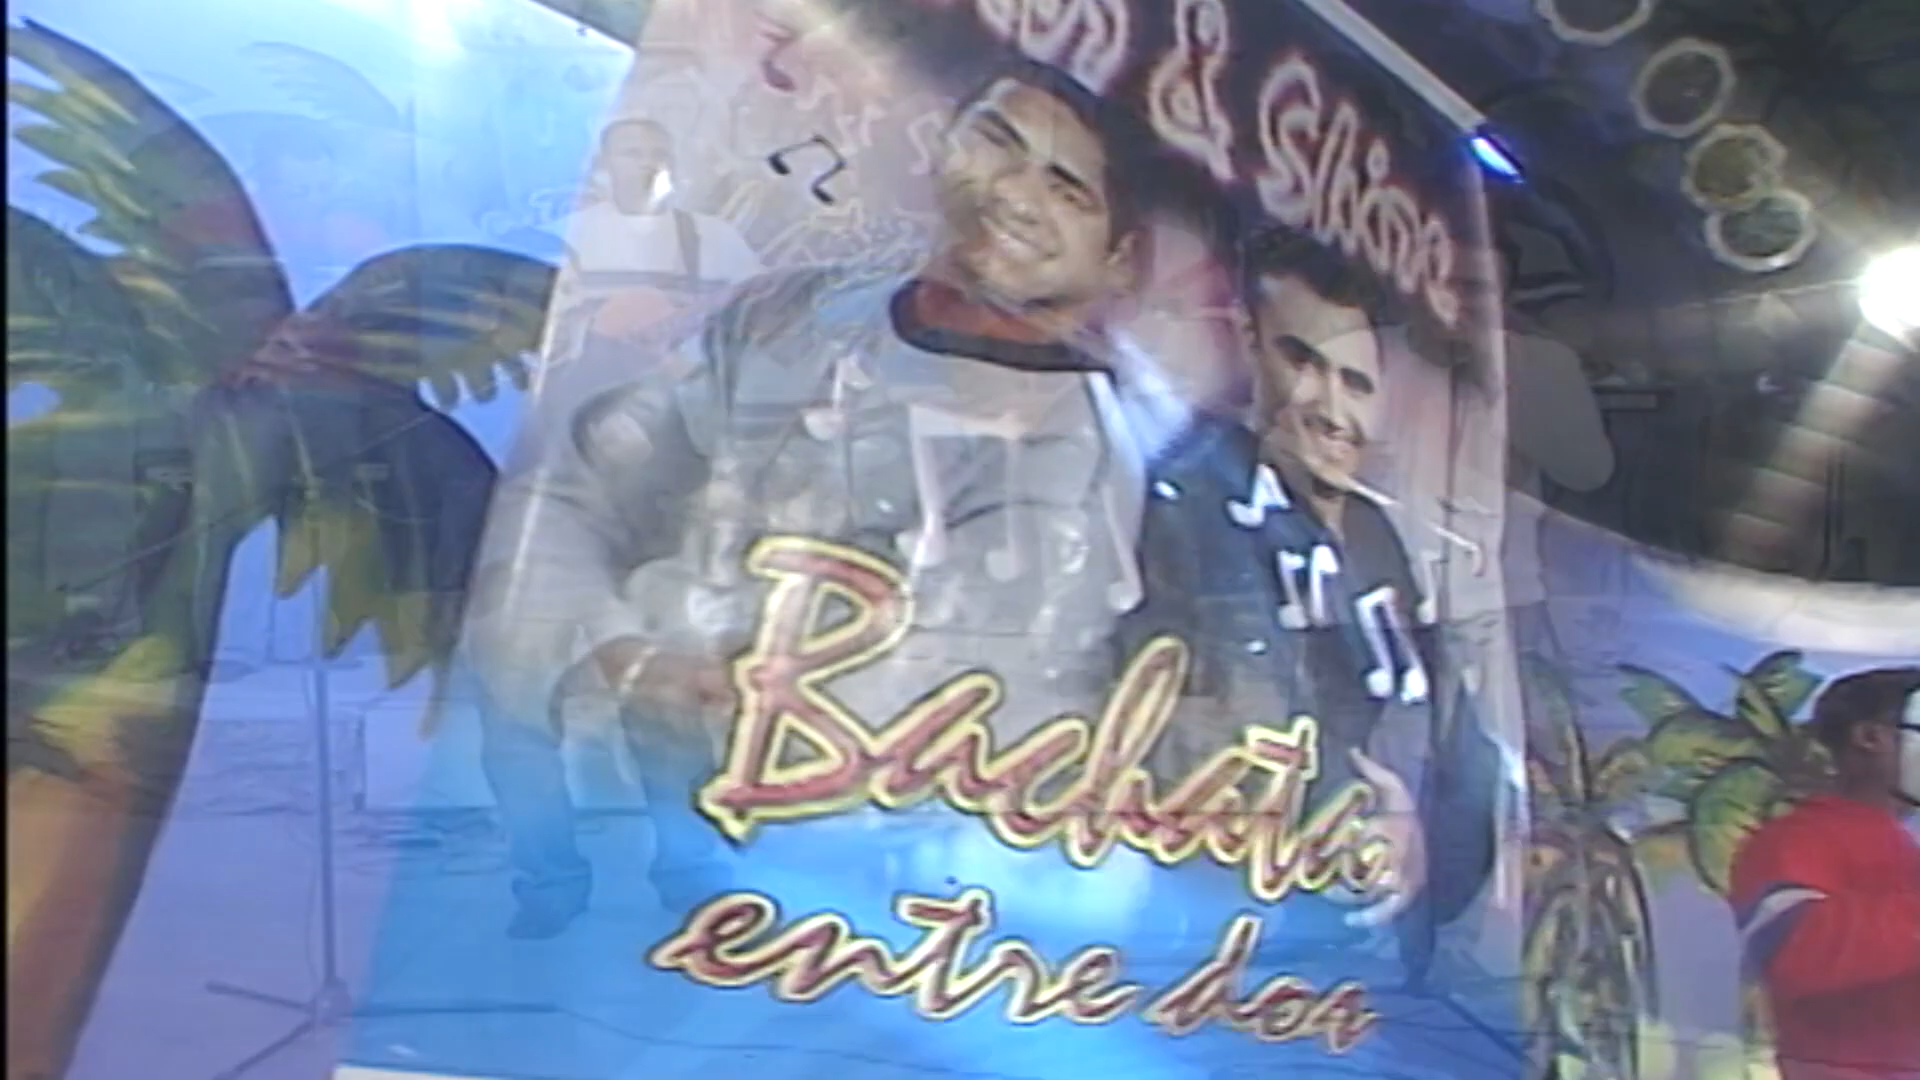 & Shine
Bachata
entre dos